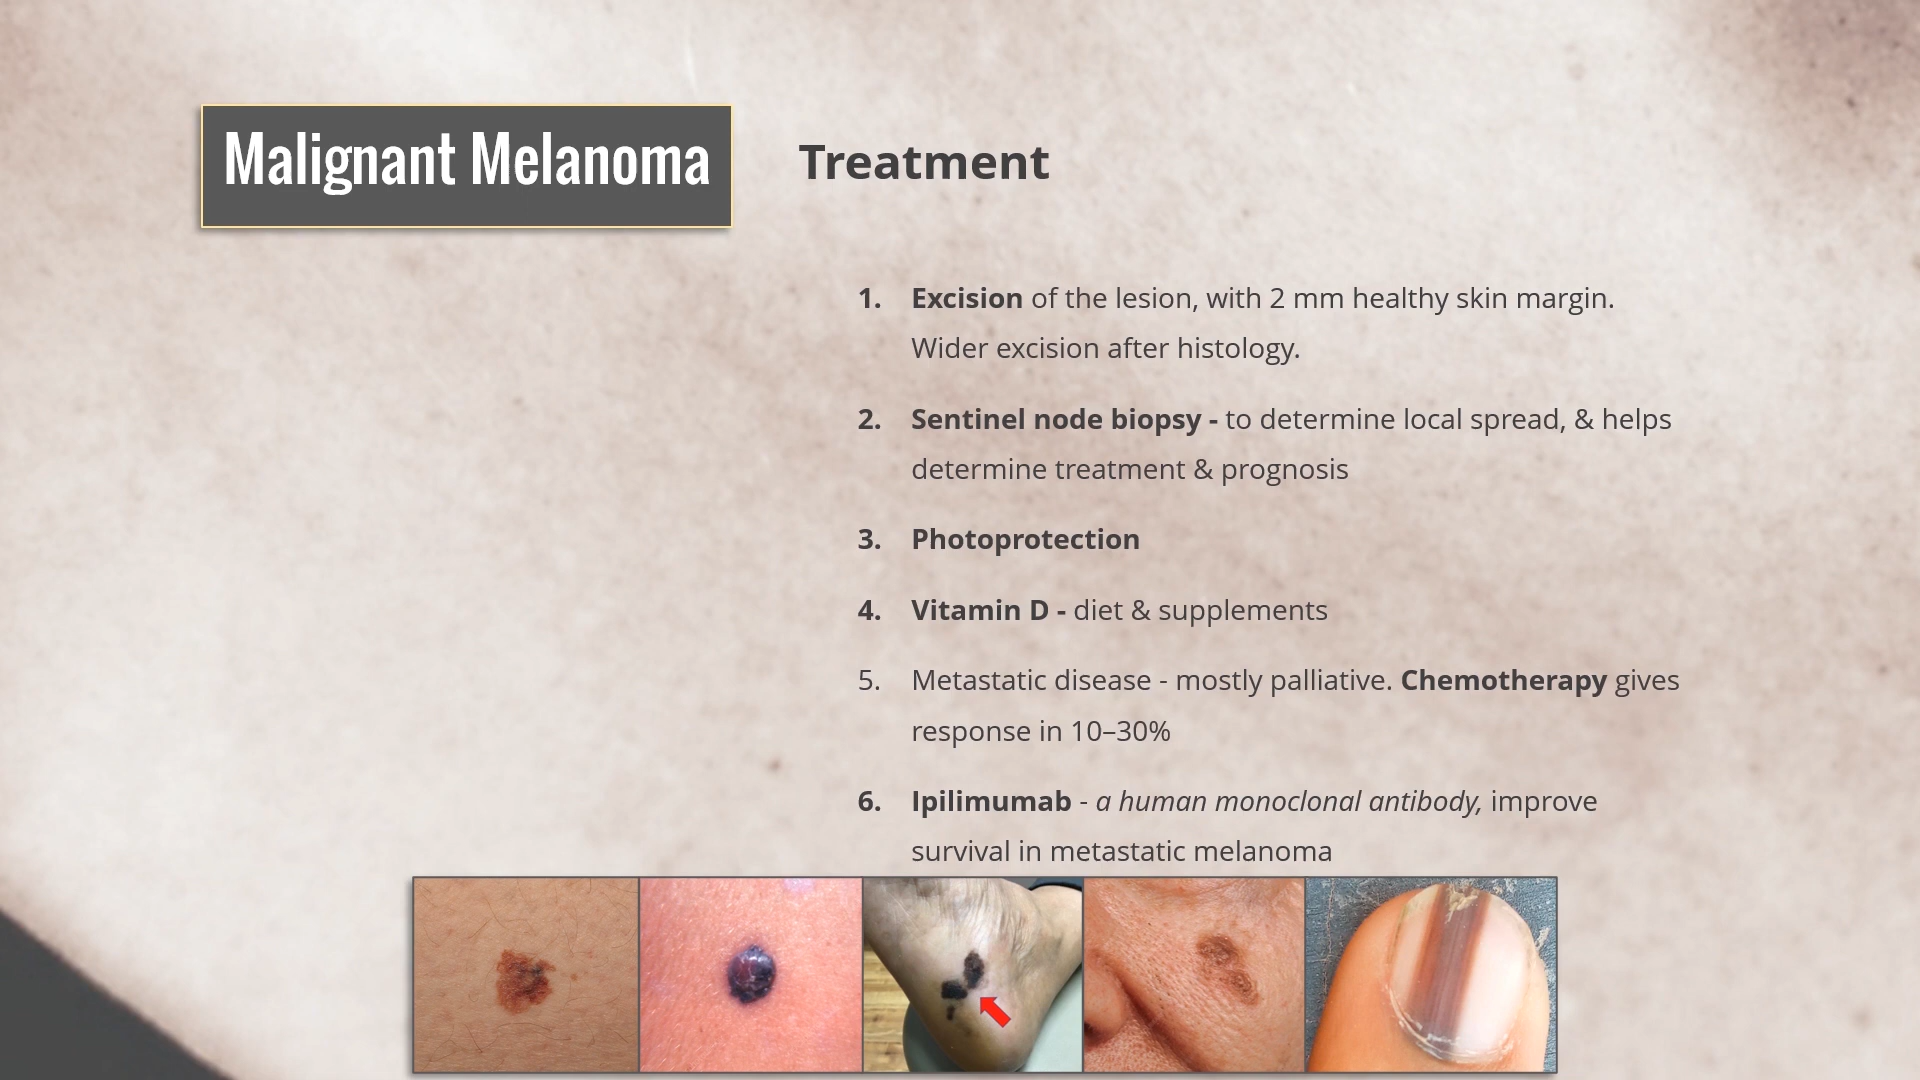 Malignant Melanoma
Treatment
1. Excision of the lesion, with 2 mm healthy skin margin.
Wider excision after histology.
2. Sentinel node biopsy - to determine local spread, & helps
determine treatment & prognosis
3. Photoprotection
4. Vitamin D - diet & supplements
5. Metastatic disease - mostly palliative. Chemotherapy gives
response in 10–30%
6. Ipilimumab - a human monoclonal antibody, improve
survival in metastatic melanoma